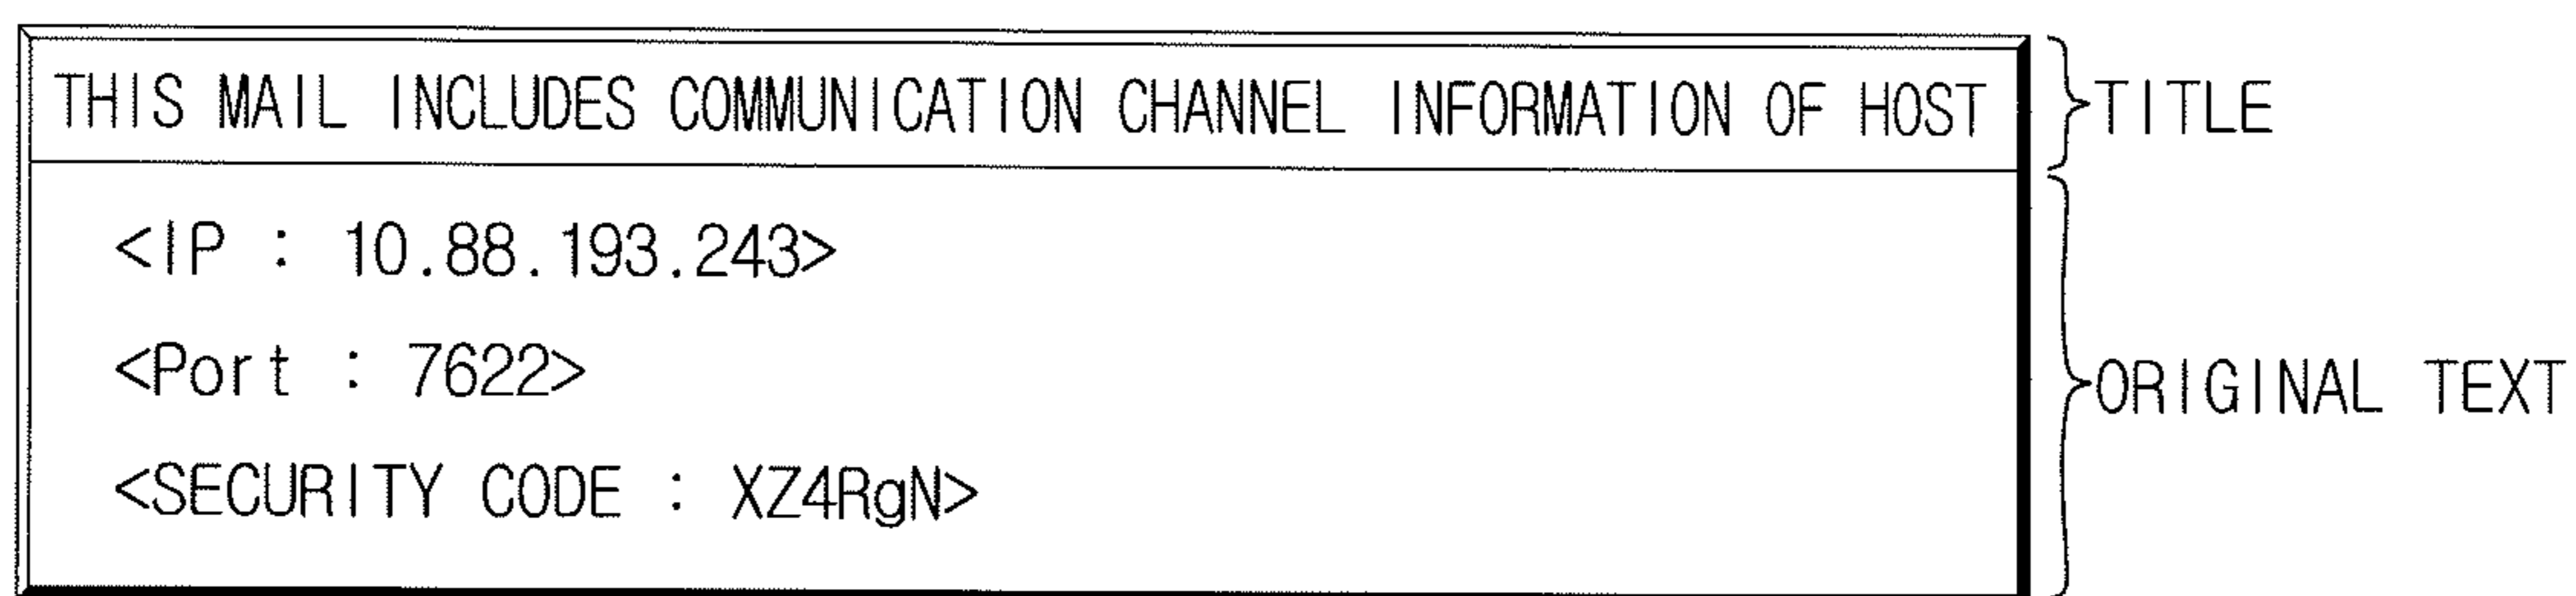 THIS MAIL INCLUDES COMMUNICATION CHANNEL INFORMATION OF HOST
TITLE
<IP : 10.88.193.243>
<Port : 7622>
ORIGINAL TEXT
<SECURITY CODE : XZ4RgN>